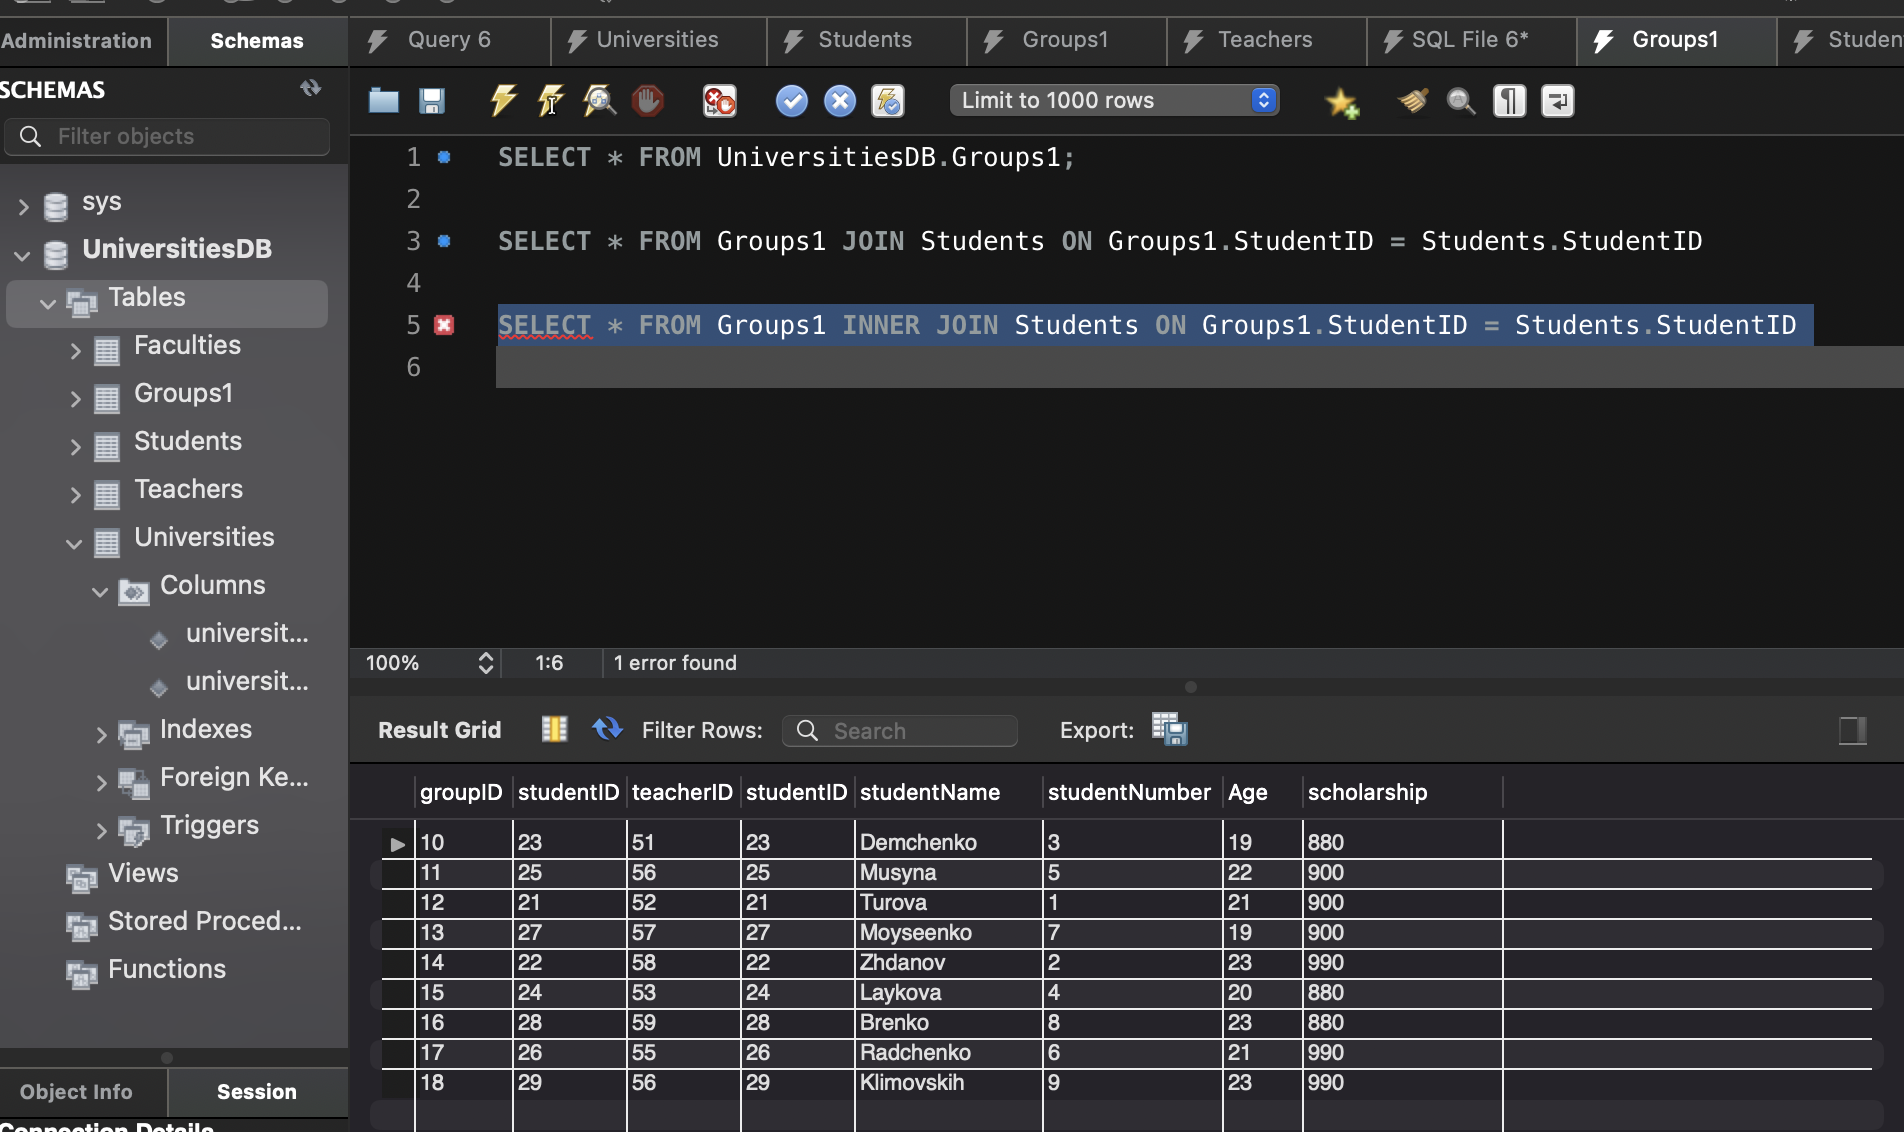 Administration Schemas
Query 6 Universities Students Groups1 Teachers SQL File 6* Groups1 Studen
SCHEMAS
Filter objects
Limit to 1000 rows
sys
UniversitiesDB
Tables
Faculties
Groups1
Students
Teachers
Universities
Columns
universit...
universit...
Indexes
Foreign Ke...
Triggers
Views
Stored Proced...
Functions
Object Info Session
Connection Details
1 SELECT * FROM UniversitiesDB.Groups1;
2
3 SELECT * FROM Groups1 JOIN Students ON Groups1.StudentID = Students.StudentID
4
5 SELECT * FROM Groups1 INNER JOIN Students ON Groups1.StudentID = Students.StudentID
6
100% 1:6 1 error found
Result Grid Filter Rows: Search Export:
groupID studentID teacherID studentID studentName studentNumber Age scholarship
10 23 51 23 Demchenko 3 19 880
11 25 56 25 Musyna 5 22 900
12 21 52 21 Turova 1 21 900
13 27 57 27 Moyseenko 7 19 900
14 22 58 22 Zhdanov 2 23 990
15 24 53 24 Laykova 4 20 880
16 28 59 28 Brenko 8 23 880
17 26 55 26 Radchenko 6 21 990
18 29 56 29 Klimovskih 9 23 990